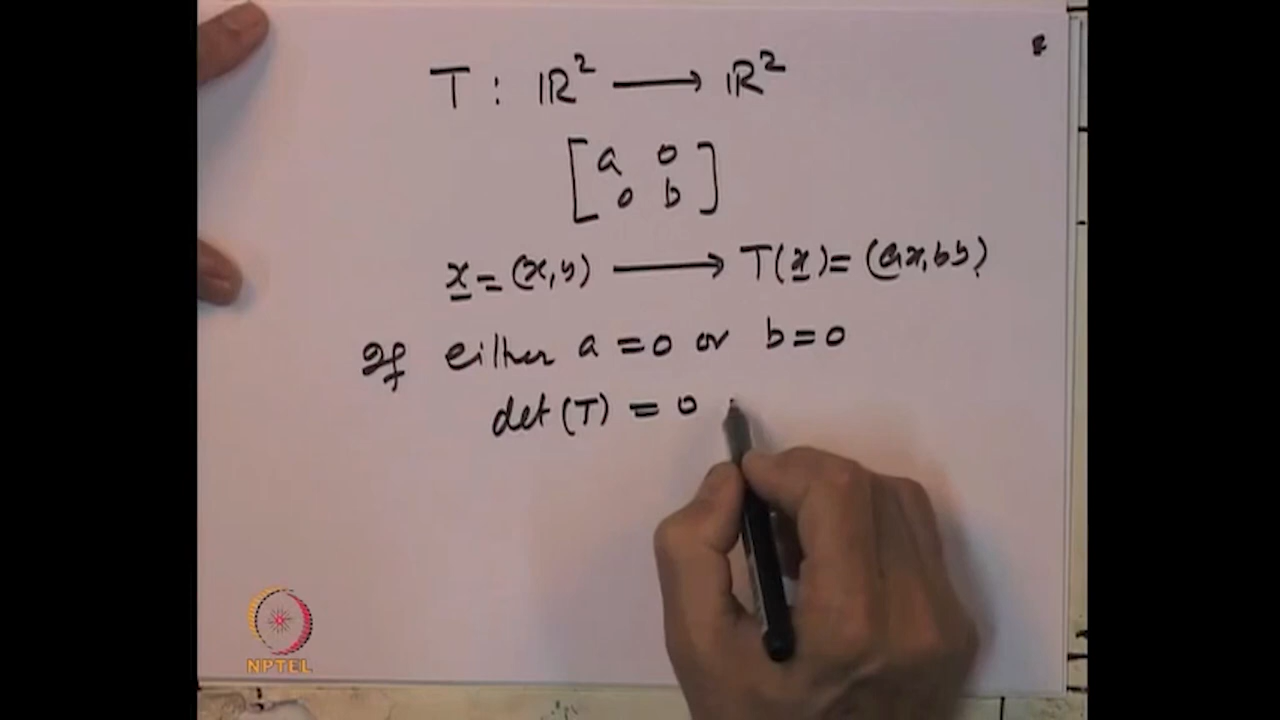 T : ℝ² ⟶ ℝ²
[ a 0
0 b ]
x = (x, y) ⟶ T(x) = (ax, by)
If either a = 0 or b = 0
det (T) = 0
NPTEL